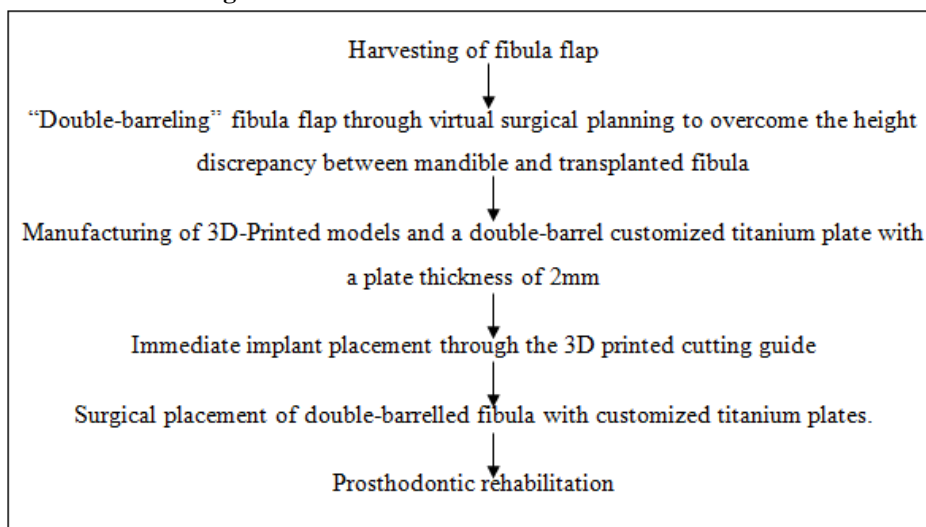 Harvesting of fibula flap
“Double-barreling” fibula flap through virtual surgical planning to overcome the height
discrepancy between mandible and transplanted fibula
Manufacturing of 3D-Printed models and a double-barrel customized titanium plate with
a plate thickness of 2mm
Immediate implant placement through the 3D printed cutting guide
Surgical placement of double-barrelled fibula with customized titanium plates.
Prosthodontic rehabilitation